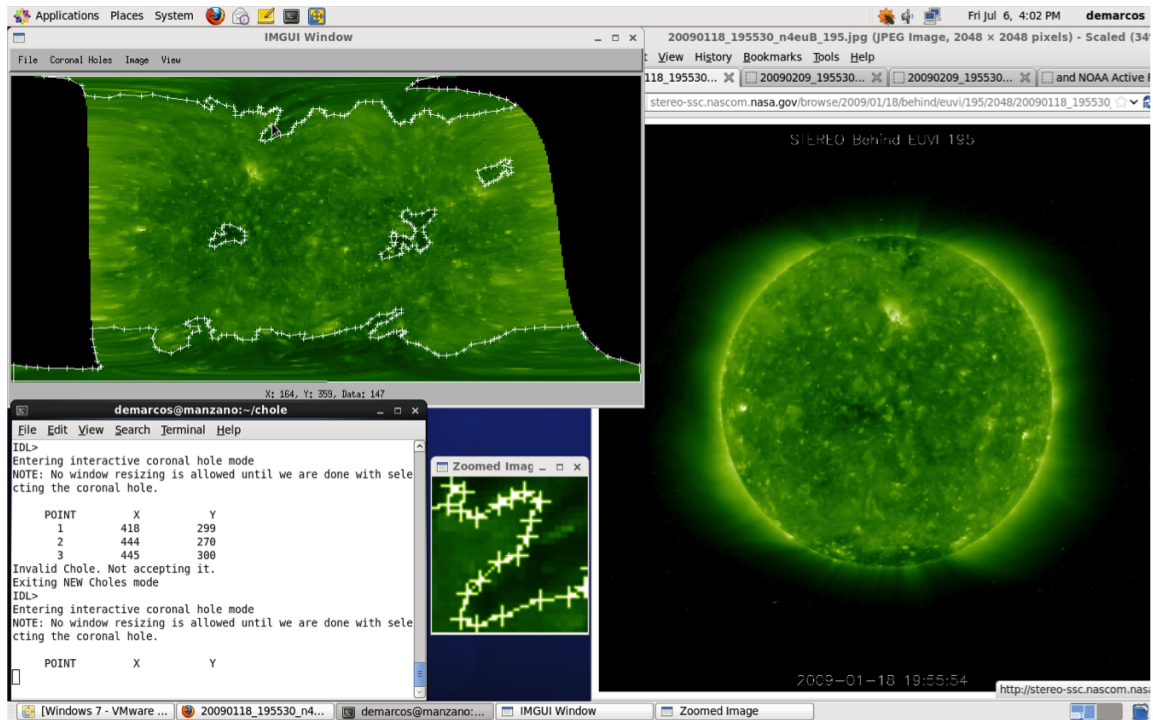 Applications Places System
Fri Jul 6, 4:02 PM demarcos
IMGUI Window
File Coronal Holes Image View
X: 164, Y: 359, Data: 147
20090118_195530_n4euB_195.jpg (JPEG Image, 2048 × 2048 pixels) - Scaled (34
View History Bookmarks Tools Help
118_195530... 20090209_195530... 20090209_195530... and NOAA Active
stereo-ssc.nascom.nasa.gov/browse/2009/01/18/behind/euvi/195/2048/20090118_195530_
STEREO Behind EUVI 195
2009-01-18 19:55:54
http://stereo-ssc.nascom.nasa
demarcos@manzano:~/chole
File Edit View Search Terminal Help
IDL>
Entering interactive coronal hole mode
NOTE: No window resizing is allowed until we are done with sele
cting the coronal hole.
POINT X Y
1 418 299
2 444 270
3 445 300
Invalid Chole. Not accepting it.
Exiting NEW Choles mode
IDL>
Entering interactive coronal hole mode
NOTE: No window resizing is allowed until we are done with sele
cting the coronal hole.
POINT X Y
Zoomed Imag
[Windows 7 - VMware ... 20090118_195530_n4... demarcos@manzano:... IMGUI Window Zoomed Image